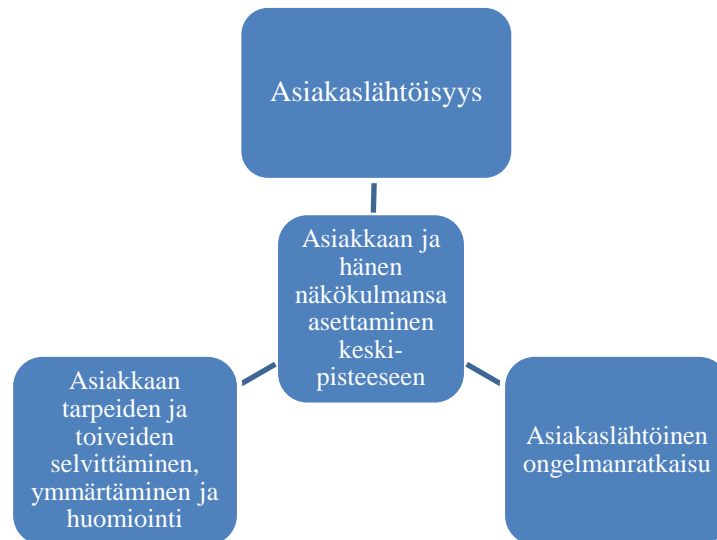 Asiakaslähtöisyys
Asiakkaan ja
hänen
näkökulmansa
asettaminen
keski-
pisteeseen
Asiakkaan
tarpeiden ja
toiveiden
selvittäminen,
ymmärtäminen ja
huomiointi
Asiakaslähtöinen
ongelmanratkaisu